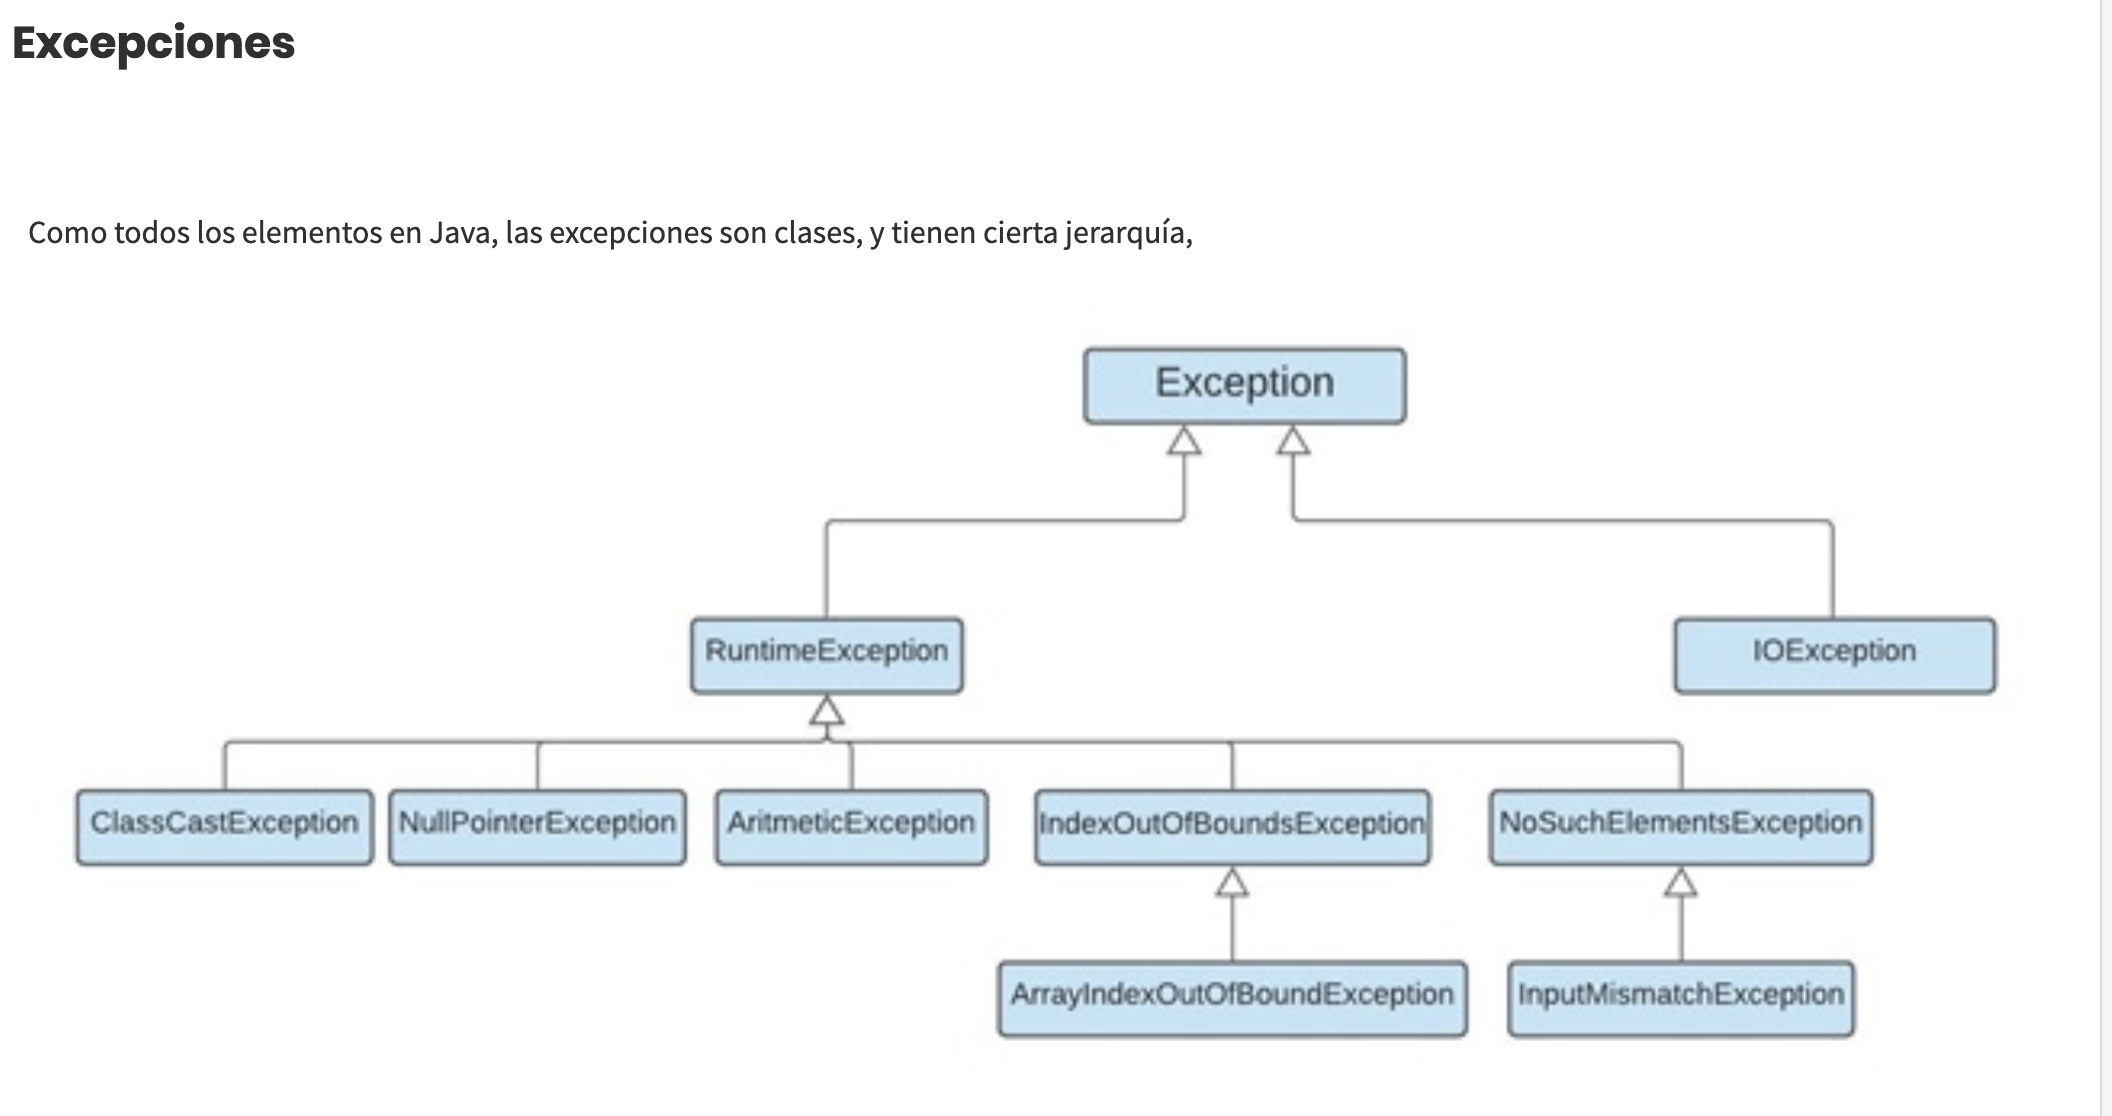 Excepciones
Como todos los elementos en Java, las excepciones son clases, y tienen cierta jerarquía,
Exception
RuntimeException
IOException
ClassCastException
NullPointerException
AritmeticException
IndexOutOfBoundsException
NoSuchElementsException
ArrayIndexOutOfBoundException
InputMismatchException